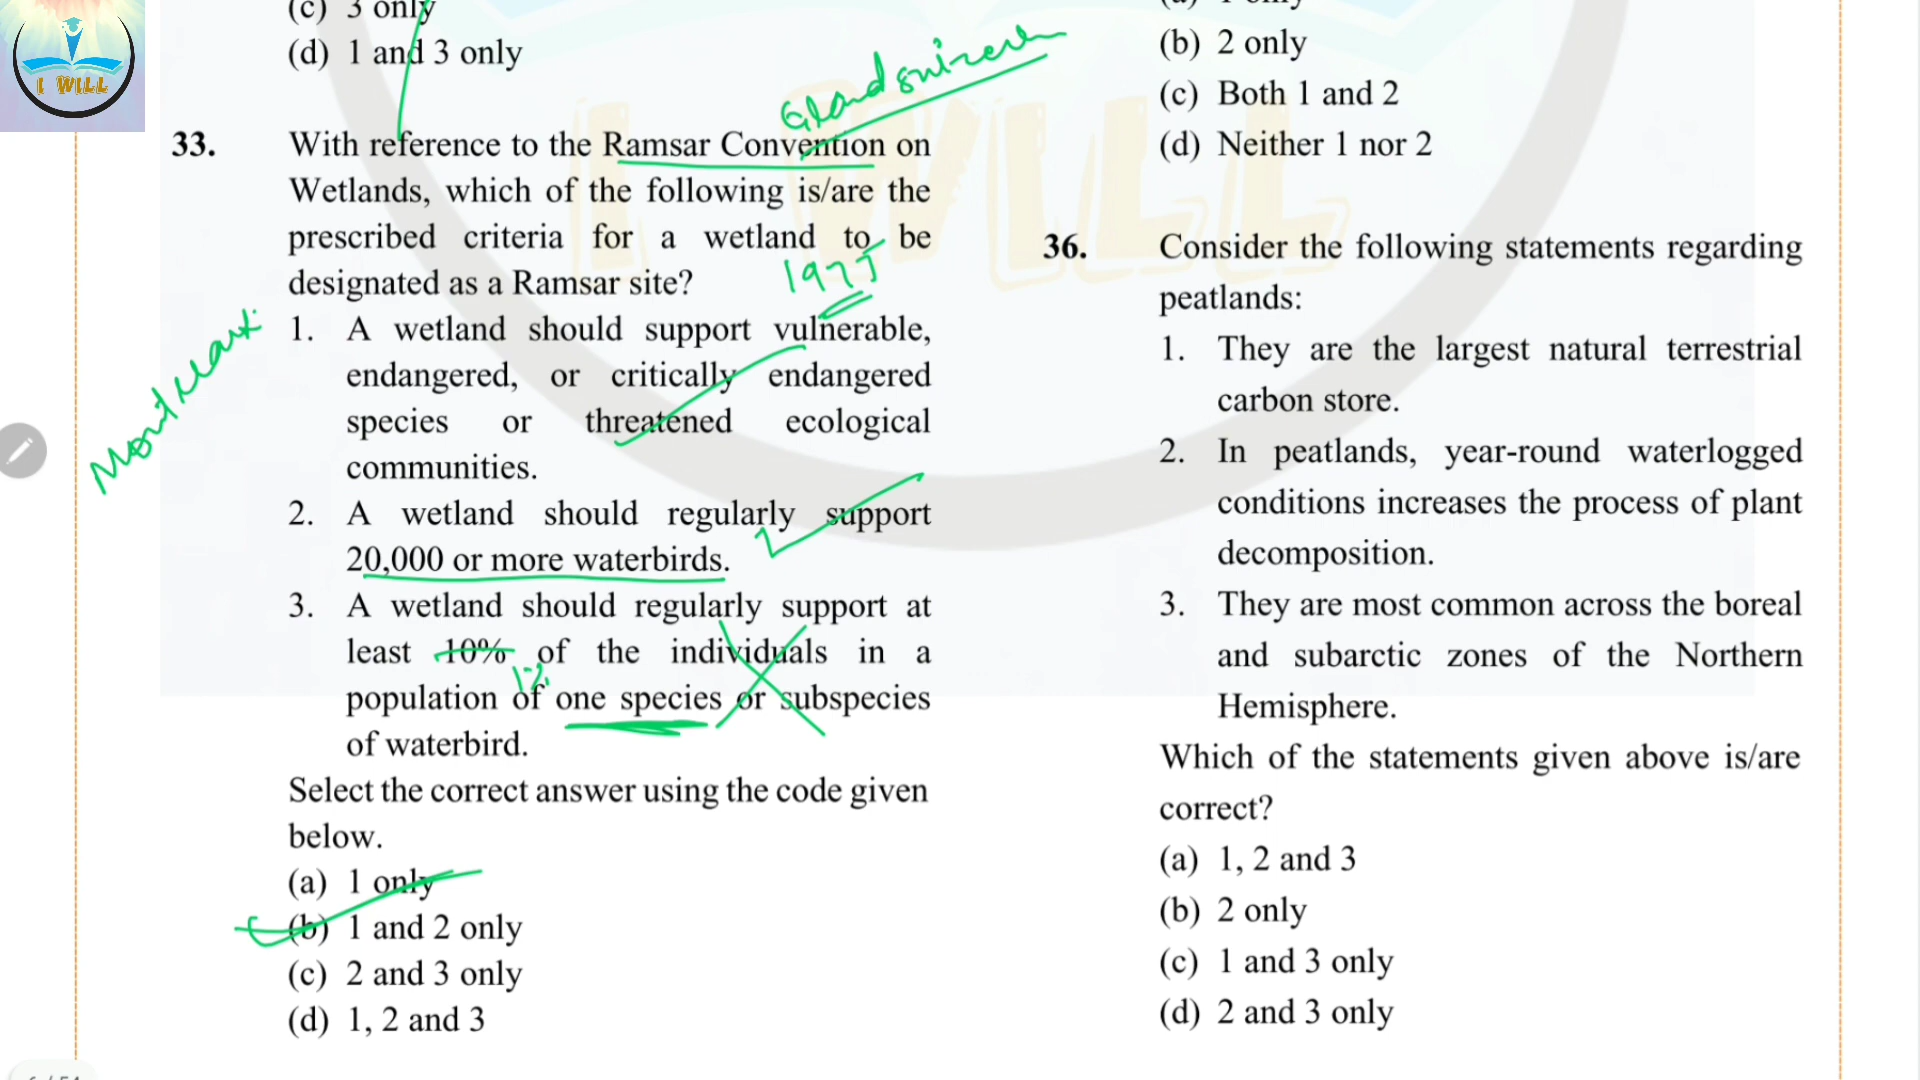 I WILL
(c) 3 only
(d) 1 and 3 only
33. With reference to the Ramsar Convention on
Wetlands, which of the following is/are the
prescribed criteria for a wetland to be
designated as a Ramsar site?
1975
1. A wetland should support vulnerable,
endangered, or critically endangered
species or threatened ecological
communities.
2. A wetland should regularly support
20,000 or more waterbirds.
3. A wetland should regularly support at
least 10% of the individuals in a
1%
population of one species or subspecies
of waterbird.
Select the correct answer using the code given
below.
(a) 1 only
(b) 1 and 2 only
(c) 2 and 3 only
(d) 1, 2 and 3
(b) 2 only
(c) Both 1 and 2
(d) Neither 1 nor 2
36. Consider the following statements regarding
peatlands:
1. They are the largest natural terrestrial
carbon store.
2. In peatlands, year-round waterlogged
conditions increases the process of plant
decomposition.
3. They are most common across the boreal
and subarctic zones of the Northern
Hemisphere.
Which of the statements given above is/are
correct?
(a) 1, 2 and 3
(b) 2 only
(c) 1 and 3 only
(d) 2 and 3 only
I WILL